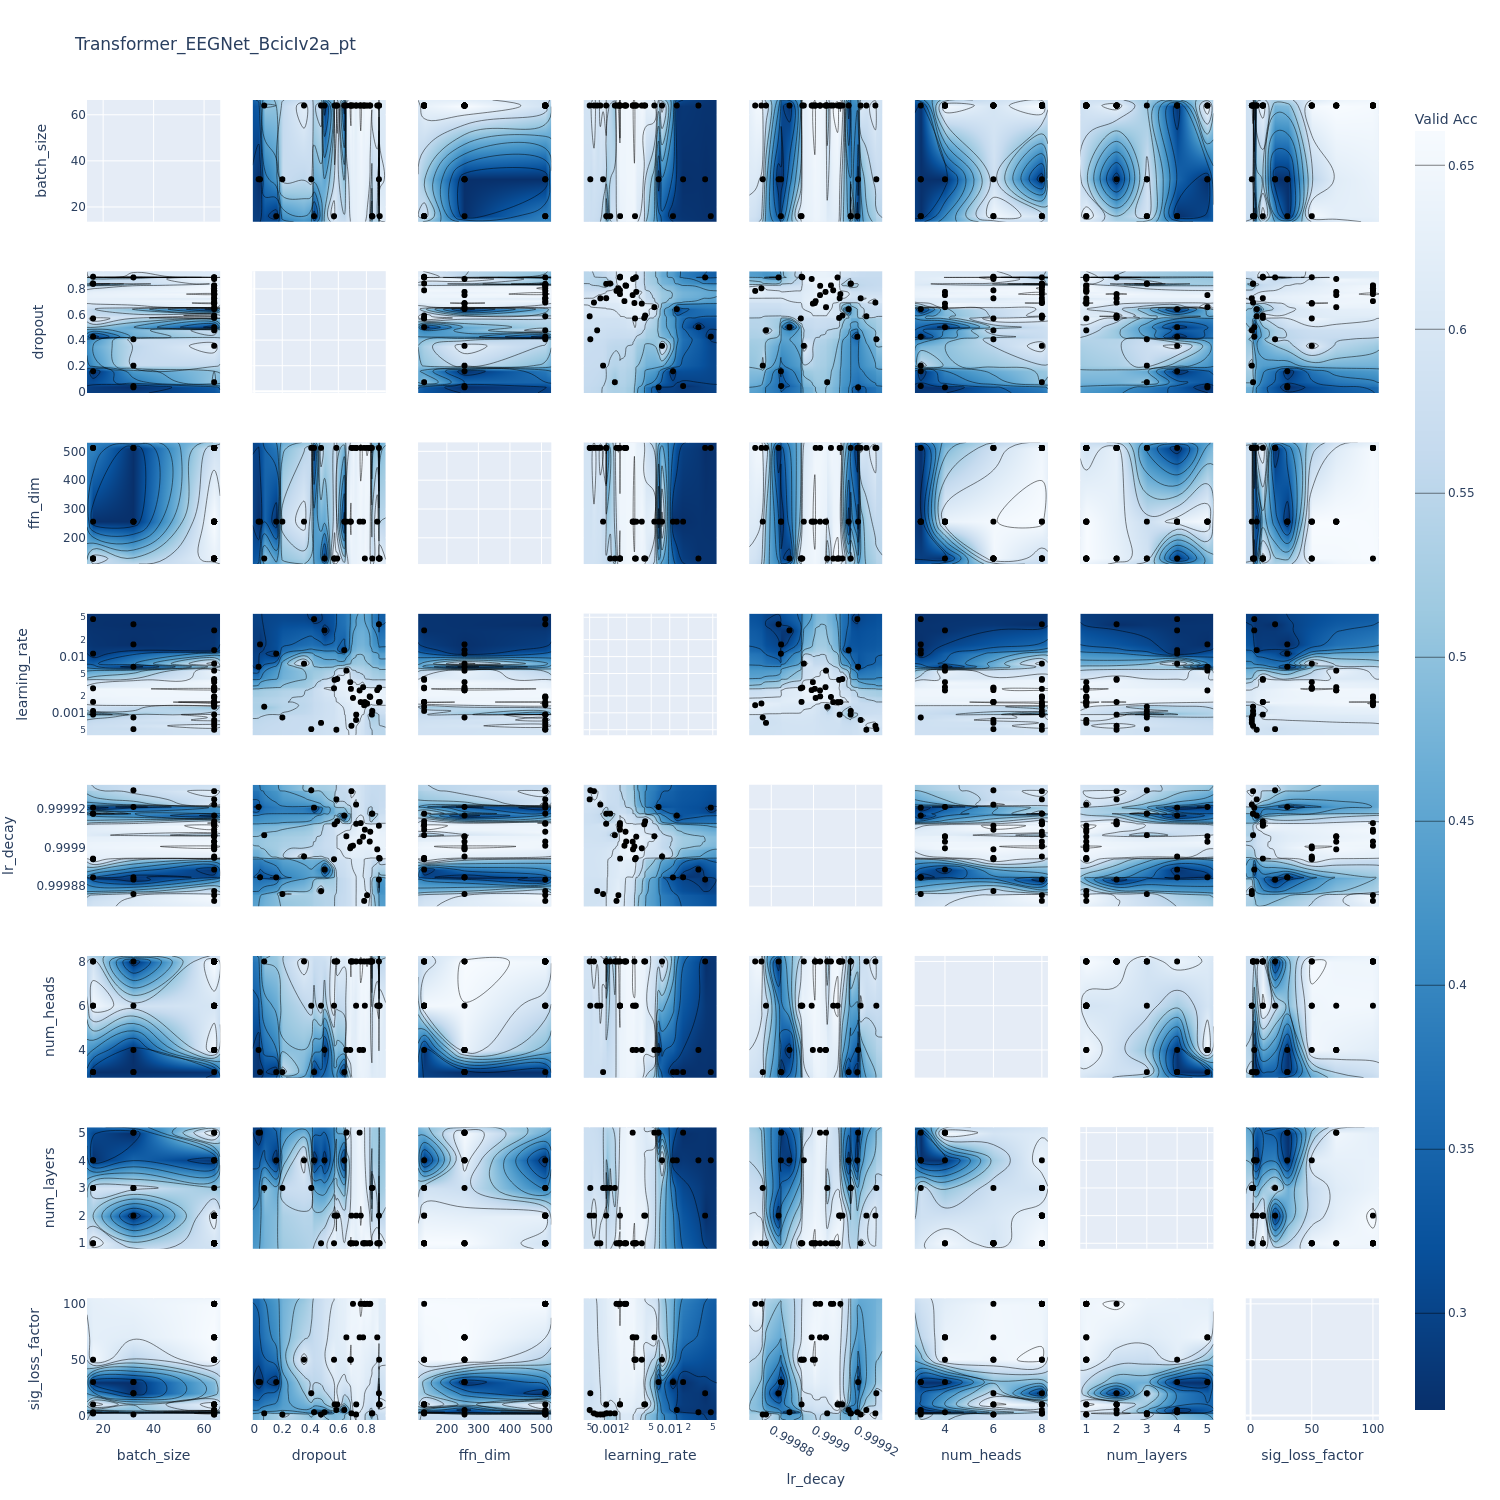 Transformer_EEGNet_BcicIv2a_pt
Valid Acc
batch_size
60
40
20
0.65
dropout
0.8
0.6
0.4
0.2
0
0.6
ffn_dim
500
400
300
200
0.55
learning_rate
5
2
0.01
5
2
0.001
5
0.5
lr_decay
0.99992
0.9999
0.99988
0.45
num_heads
8
6
4
0.4
num_layers
5
4
3
2
1
0.35
sig_loss_factor
100
50
0
0.3
20 40 60
0 0.2 0.4 0.6 0.8
200 300 400 500
5 0.001 2 5 0.01 2 5
0.99988 0.9999 0.99992
4 6 8
1 2 3 4 5
0 50 100
batch_size
dropout
ffn_dim
learning_rate
lr_decay
num_heads
num_layers
sig_loss_factor